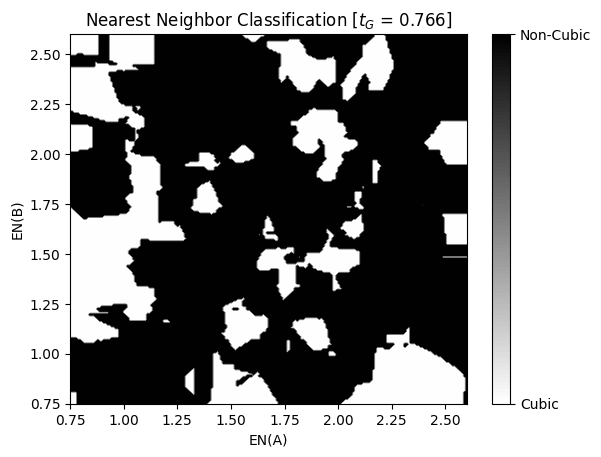 Nearest Neighbor Classification [t_G = 0.766]
Non-Cubic
2.50
2.25
2.00
1.75
1.50
1.25
1.00
0.75
EN(B)
Cubic
0.75 1.00 1.25 1.50 1.75 2.00 2.25 2.50
EN(A)